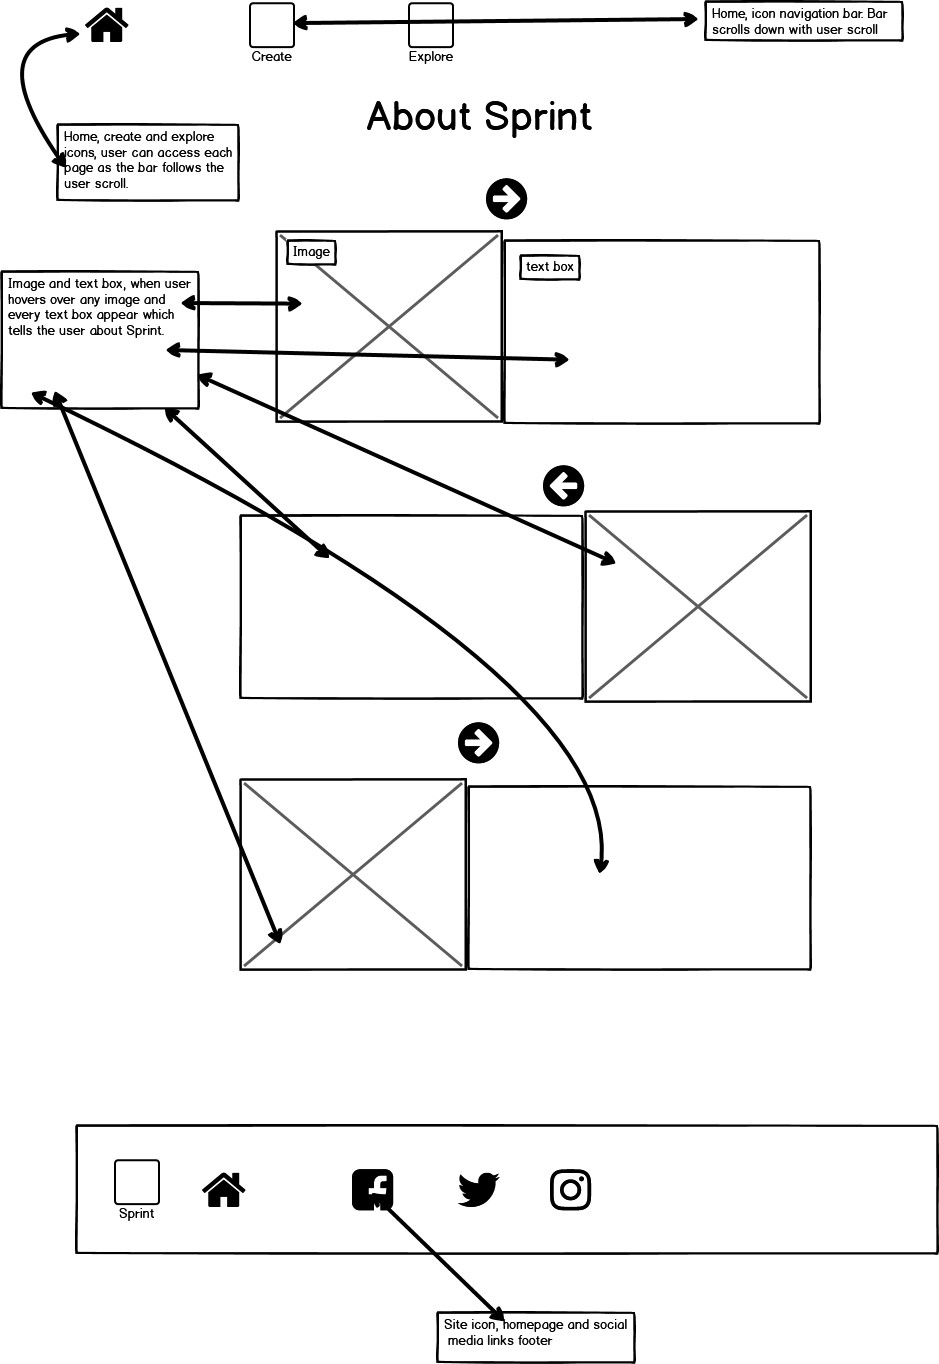 Home, icon navigation bar. Bar
scrolls down with user scroll
Create
Explore
About Sprint
Home, create and explore
icons, user can access each
page as the bar follows the
user scroll.
Image
text box
Image and text box, when user
hovers over any image and
every text box appear which
tells the user about Sprint.
Sprint
Site icon, homepage and social
media links footer